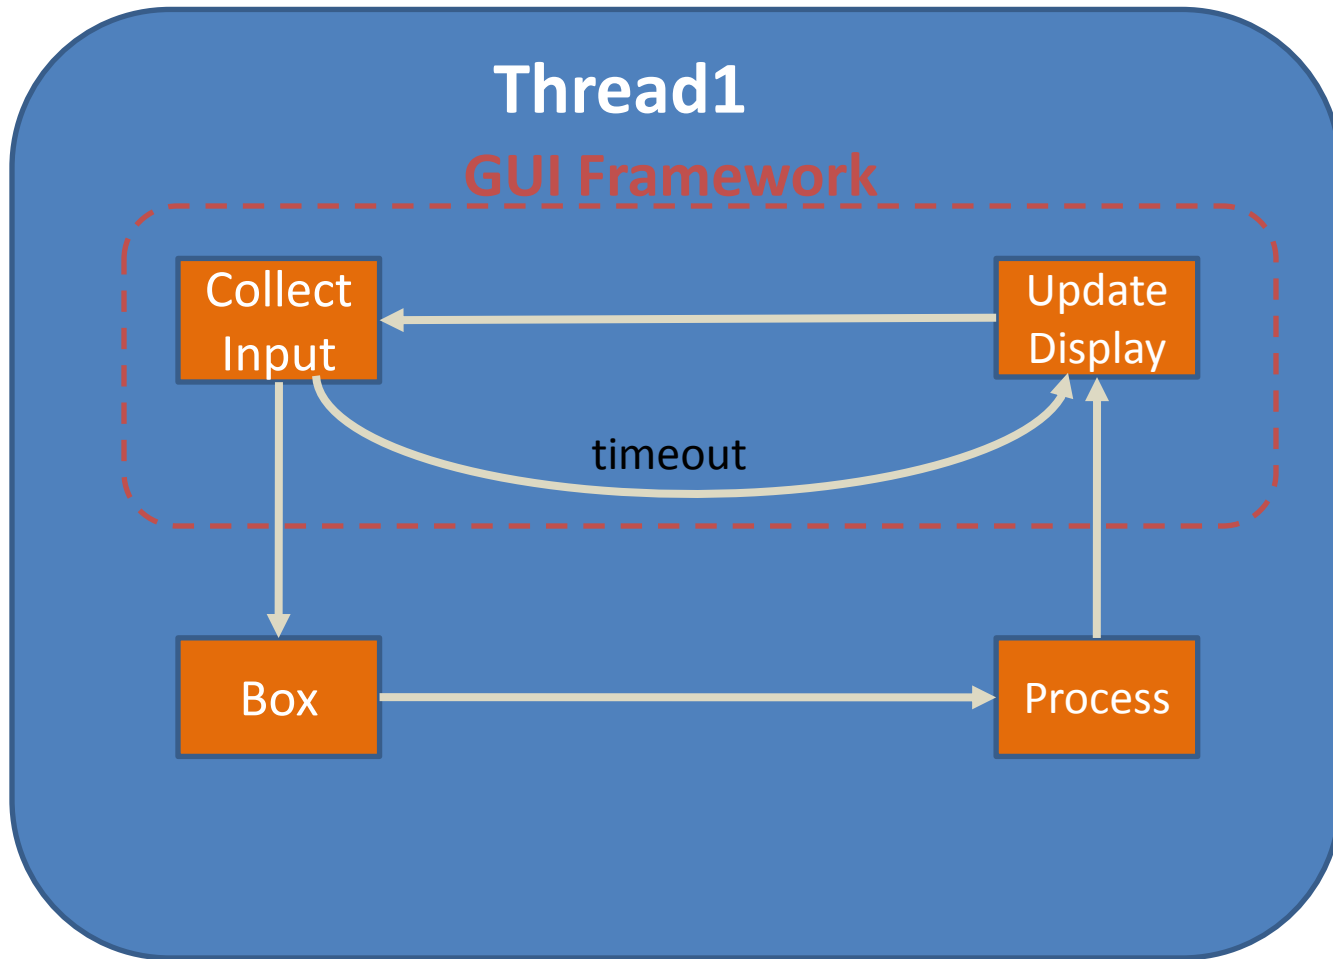 Thread1
GUI Framework
Collect
Input
Update
Display
timeout
Box
Process